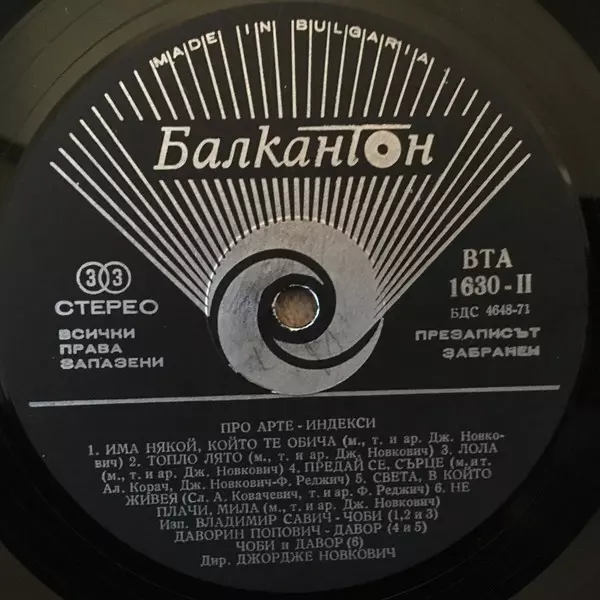 MADE IN BULGARIA
Балкантон
33
СТЕРЕО
ВСИЧКИ
ПРАВА
ЗАПАЗЕНИ
ВТА
1630-II
БДС 4648-71
ПРЕЗАПИСЪТ
ЗАБРАНЕН
ПРО АРТЕ - ИНДЕКСИ
1. ИМА НЯКОЙ, КОЙТО ТЕ ОБИЧА (м., т. и ар. Дж. Новко-
вич) 2. ТОПЛО ЛЯТО (м., т. и ар. Дж. Новкович) 3. ЛОЛА
(м., т. и ар. Дж. Новкович) 4. ПРЕДАЙ СЕ, СЪРЦЕ (м. и т.
Ал. Корач, Дж. Новкович-Ф. Реджич) 5. СВЕТА, В КОЙТО
ЖИВЕЯ (Сл. А. Ковачевич, т. и ар. Ф. Реджич) 6. НЕ
ПЛАЧИ, МИЛА (м., т. и ар. Дж. Новкович)
Изп. ВЛАДИМИР САВИЧ - ЧОБИ (1,2 и 3)
ДАВОРИН ПОПОВИЧ - ДАВОР (4 и 5)
ЧОБИ и ДАВОР (6)
Дир. ДЖОРДЖЕ НОВКОВИЧ